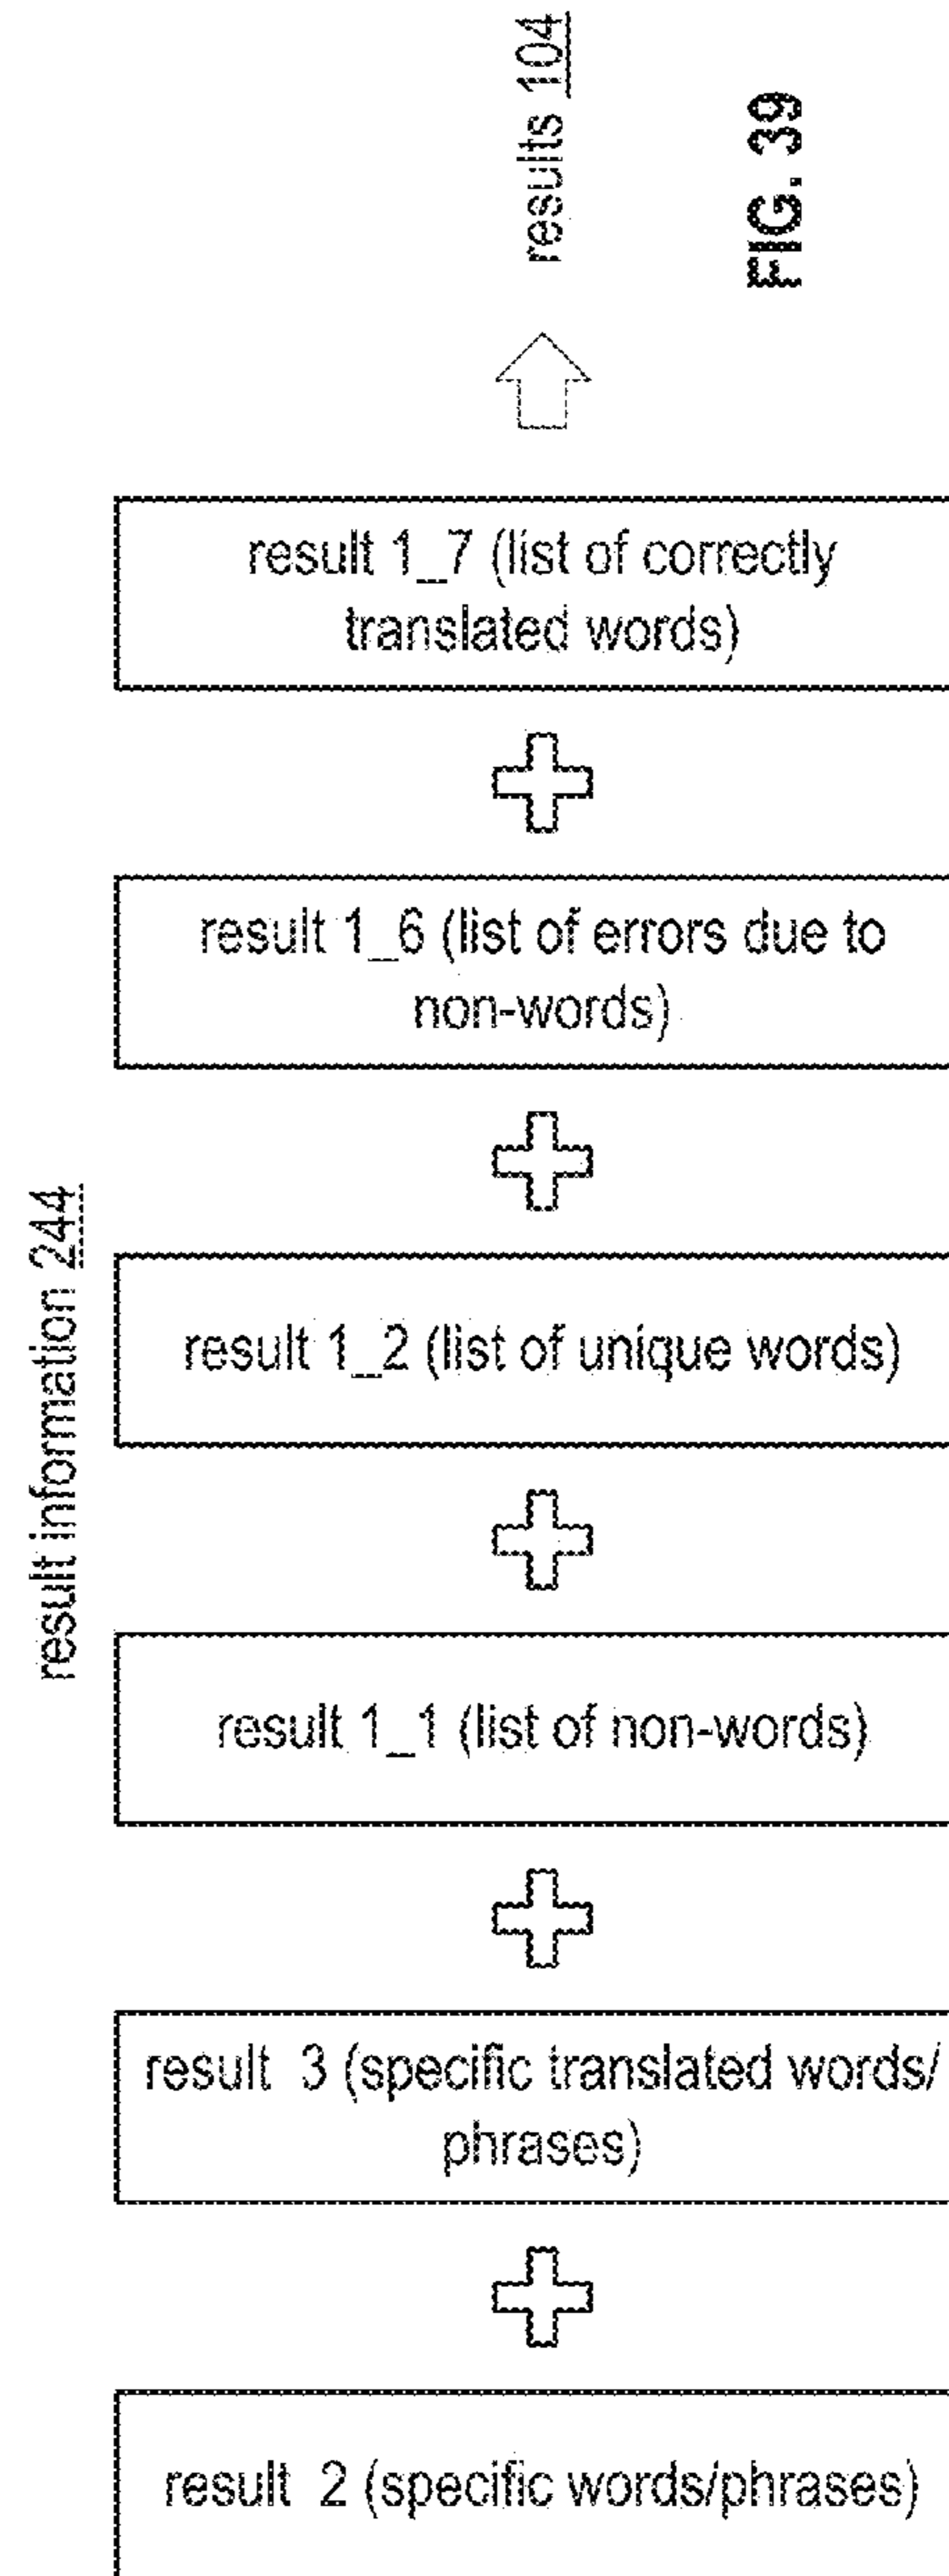 results 104
FIG. 39
result 1_7 (list of correctly
translated words)
result 1_6 (list of errors due to
non-words)
result information 244
result 1_2 (list of unique words)
result 1_1 (list of non-words)
result 3 (specific translated words/
phrases)
result 2 (specific words/phrases)